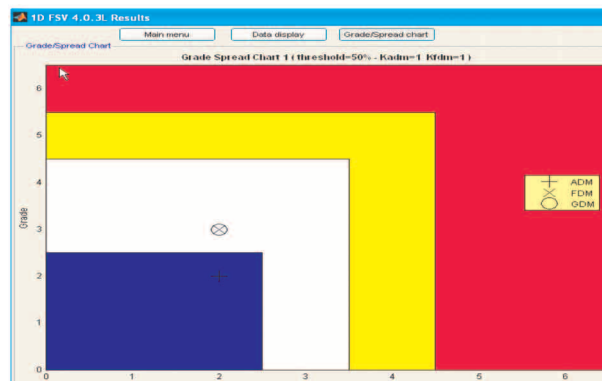 1D FSV 4.0.3L Results
Main menu Data display Grade/Spread chart
Grade/Spread Chart
Grade Spread Chart 1 ( threshold=50% - Kadm=1 Kfdm=1 )
6
5
4
3
2
1
0
Grade
ADM
FDM
GDM
0 1 2 3 4 5 6